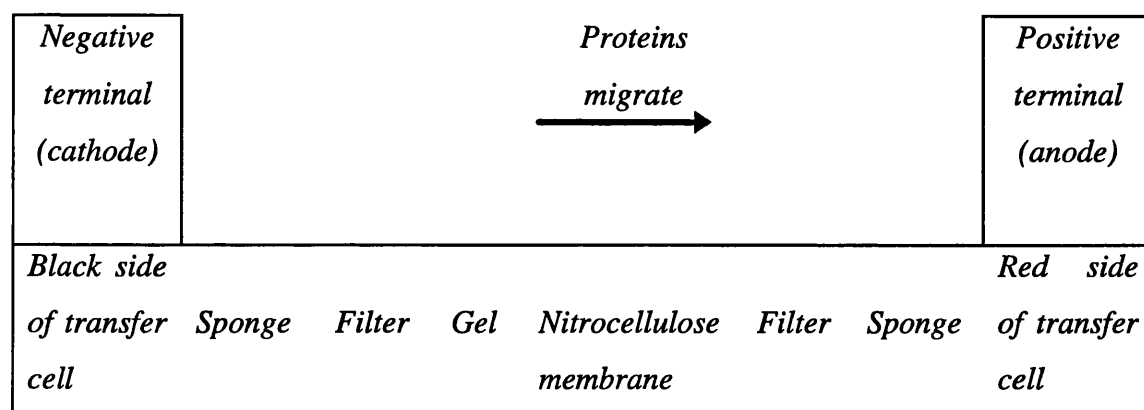 Negative Proteins Positive
terminal migrate terminal
(cathode) (anode)
Black side Red side
of transfer Sponge Filter Gel Nitrocellulose Filter Sponge of transfer
cell membrane cell